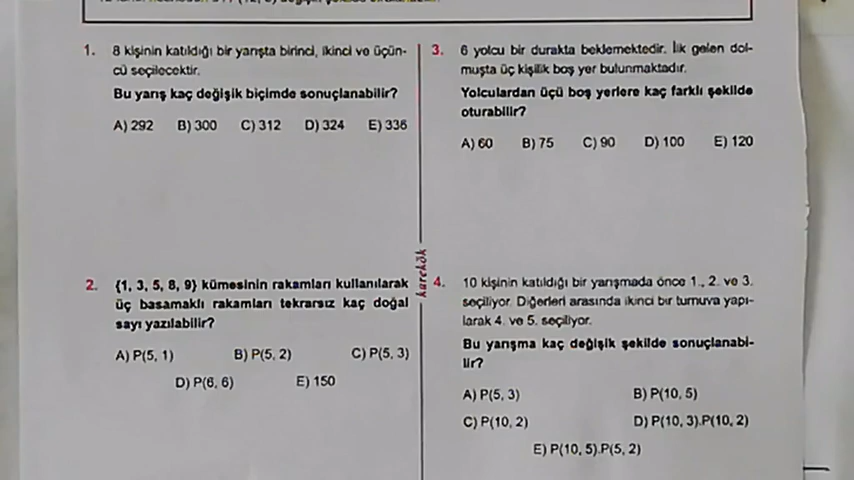 1. 8 kişinin katıldığı bir yarışta birinci, ikinci ve üçün-
cü seçilecektir.
Bu yarış kaç değişik biçimde sonuçlanabilir?
A) 292 B) 300 C) 312 D) 324 E) 336
2. {1, 3, 5, 8, 9} kümesinin rakamları kullanılarak
üç basamaklı rakamları tekrarsız kaç doğal
sayı yazılabilir?
A) P(5, 1) B) P(5, 2) C) P(5, 3)
D) P(6, 6) E) 150
karekök
3. 6 yolcu bir durakta beklemektedir. İlk gelen dol-
muşta üç kişilik boş yer bulunmaktadır.
Yolculardan üçü boş yerlere kaç farklı şekilde
oturabilir?
A) 60 B) 75 C) 90 D) 100 E) 120
4. 10 kişinin katıldığı bir yarışmada önce 1., 2. ve 3.
seçiliyor. Diğerleri arasında ikinci bir turnuva yapı-
larak 4. ve 5. seçiliyor.
Bu yarışma kaç değişik şekilde sonuçlanabi-
lir?
A) P(5, 3) B) P(10, 5)
C) P(10, 2) D) P(10, 3).P(10, 2)
E) P(10, 5).P(5, 2)